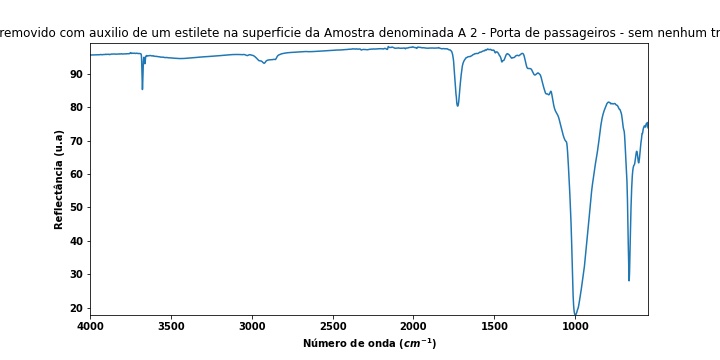 removido com auxilio de um estilete na superficie da Amostra denominada A 2 - Porta de passageiros - sem nenhum tr
90
80
70
60
50
40
30
20
Reflectância (u.a)
4000 3500 3000 2500 2000 1500 1000
Número de onda (cm⁻¹)